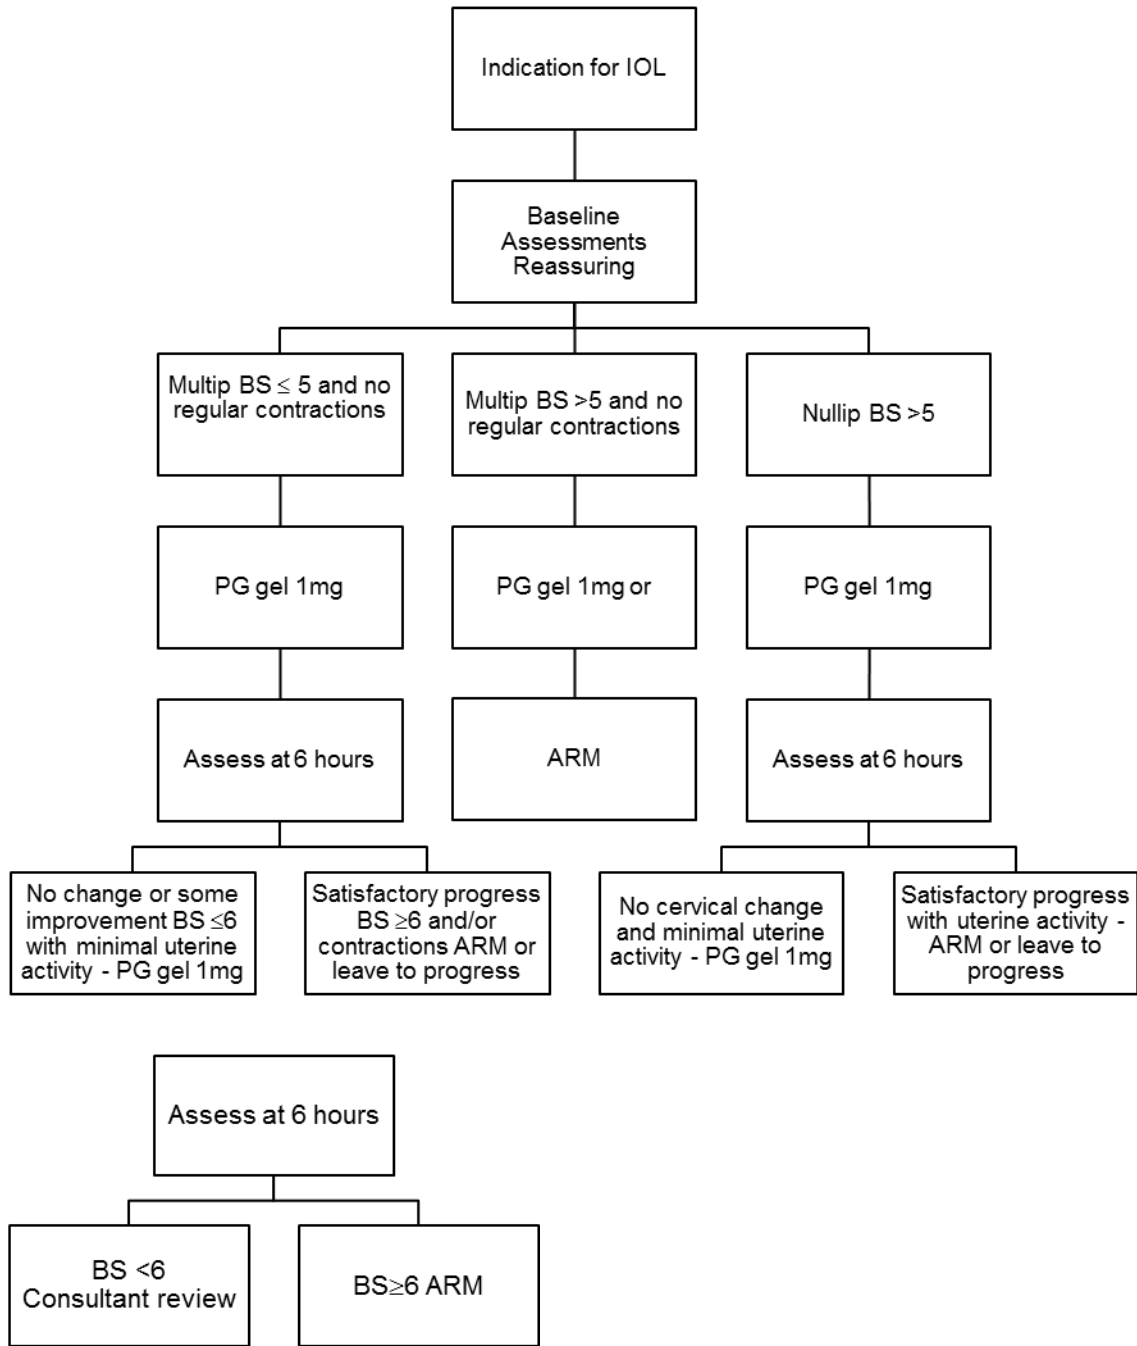 Indication for IOL
Baseline
Assessments
Reassuring
Multip BS ≤ 5 and no
regular contractions
Multip BS >5 and no
regular contractions
Nullip BS >5
PG gel 1mg
PG gel 1mg or
PG gel 1mg
Assess at 6 hours
ARM
Assess at 6 hours
No change or some
improvement BS ≤6
with minimal uterine
activity - PG gel 1mg
Satisfactory progress
BS ≥6 and/or
contractions ARM or
leave to progress
No cervical change
and minimal uterine
activity - PG gel 1mg
Satisfactory progress
with uterine activity -
ARM or leave to
progress
Assess at 6 hours
BS <6
Consultant review
BS≥6 ARM